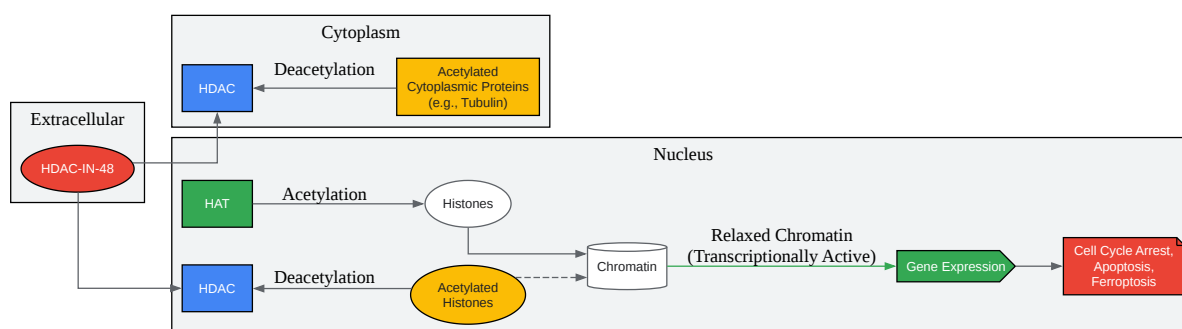 Cytoplasm
Deacetylation
HDAC
Acetylated
Cytoplasmic Proteins
(e.g., Tubulin)
Extracellular
HDAC-IN-48
Nucleus
HAT
Acetylation
Histones
Relaxed Chromatin
(Transcriptionally Active)
Chromatin
Gene Expression
Cell Cycle Arrest,
Apoptosis,
Ferroptosis
HDAC
Deacetylation
Acetylated
Histones